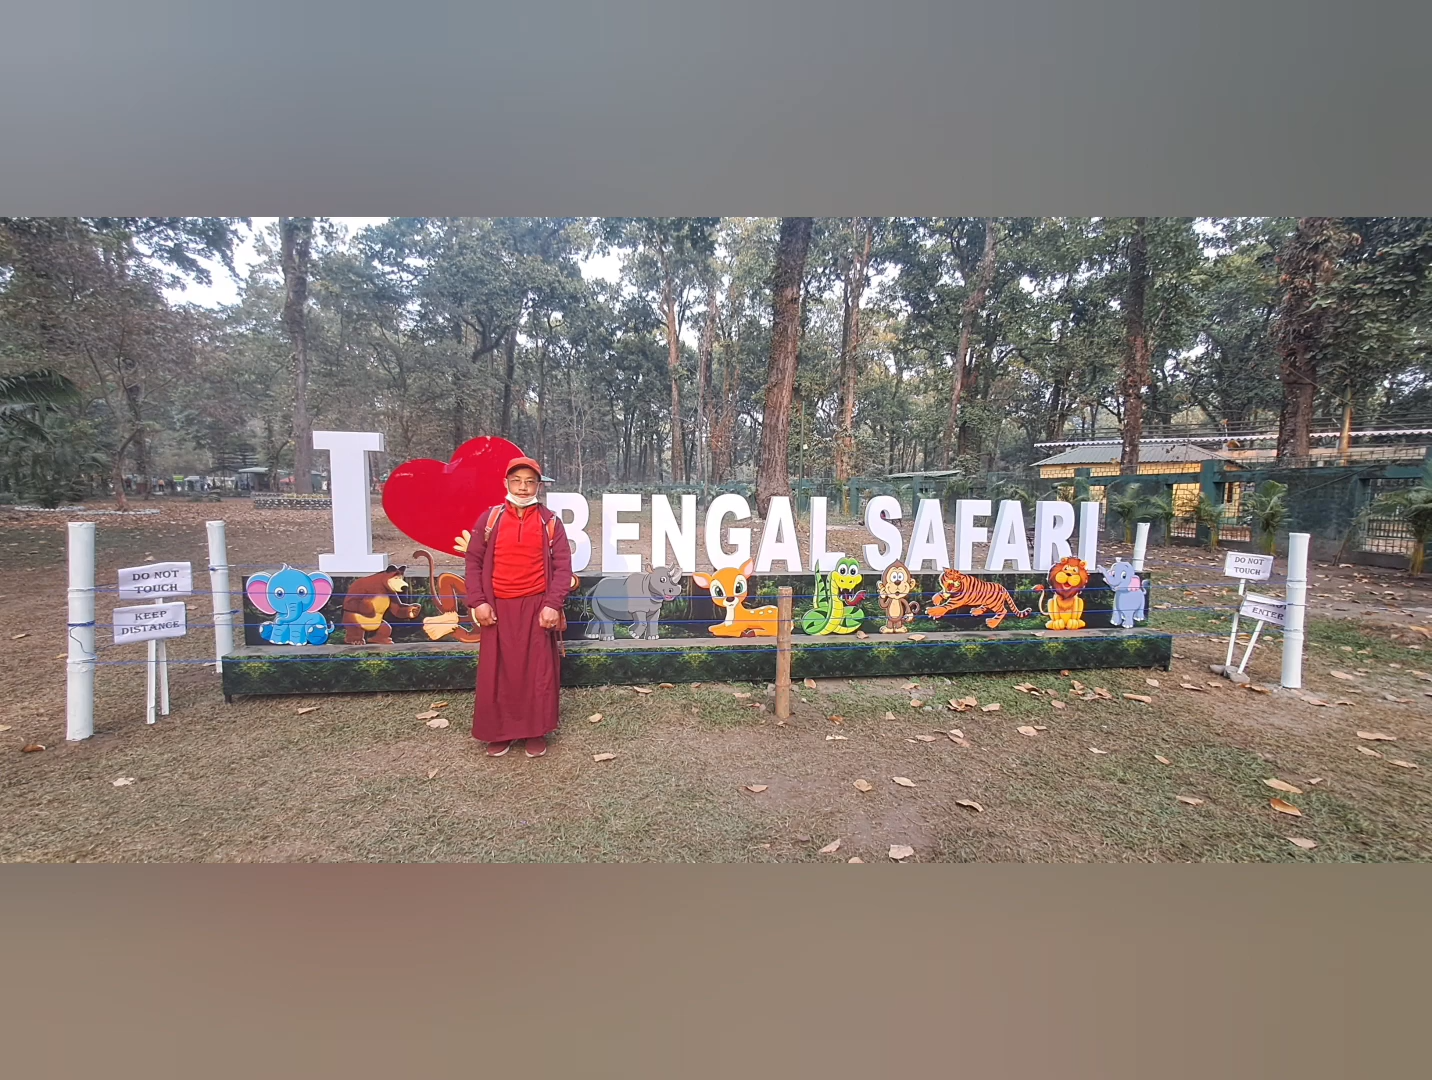 I BENGAL SAFARI
DO NOT
TOUCH
KEEP
DISTANCE
DO NOT
TOUCH
ENTER